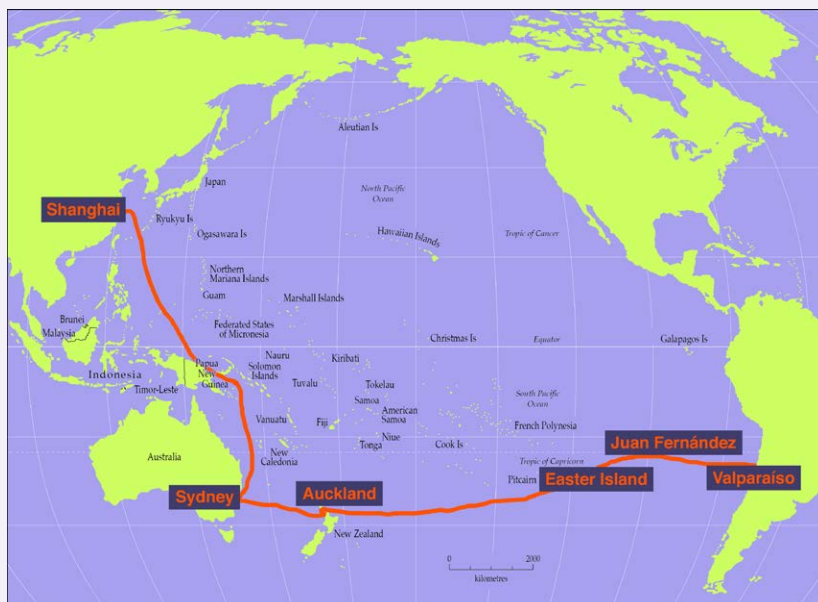 Aleutian Is
Japan
North Pacific
Ocean
Shanghai
Ryukyu Is
Ogasawara Is
Hawaiian Islands
Tropic of Cancer
Northern
Mariana Islands
Guam
Marshall Islands
Brunei
Malaysia
Federated States
of Micronesia
Christmas Is
Equator
Galapagos Is
Nauru
Kiribati
Papua
New
Guinea
Solomon
Islands
Indonesia
Timor-Leste
Tuvalu
Tokelau
Samoa
American
Samoa
South Pacific
Ocean
Vanuatu
Fiji
French Polynesia
Niue
Tonga
Cook Is
Juan Fernández
Australia
New
Caledonia
Tropic of Capricorn
Pitcairn
Easter Island
Valparaíso
Sydney
Auckland
New Zealand
0 2000
kilometres